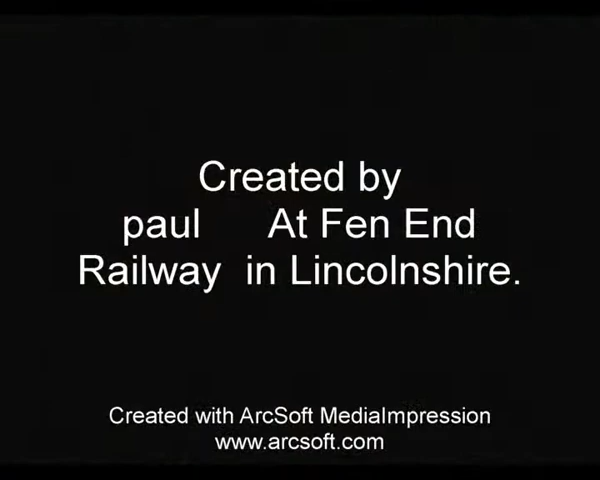 Created by
paul At Fen End
Railway in Lincolnshire.
Created with ArcSoft MediaImpression
www.arcsoft.com